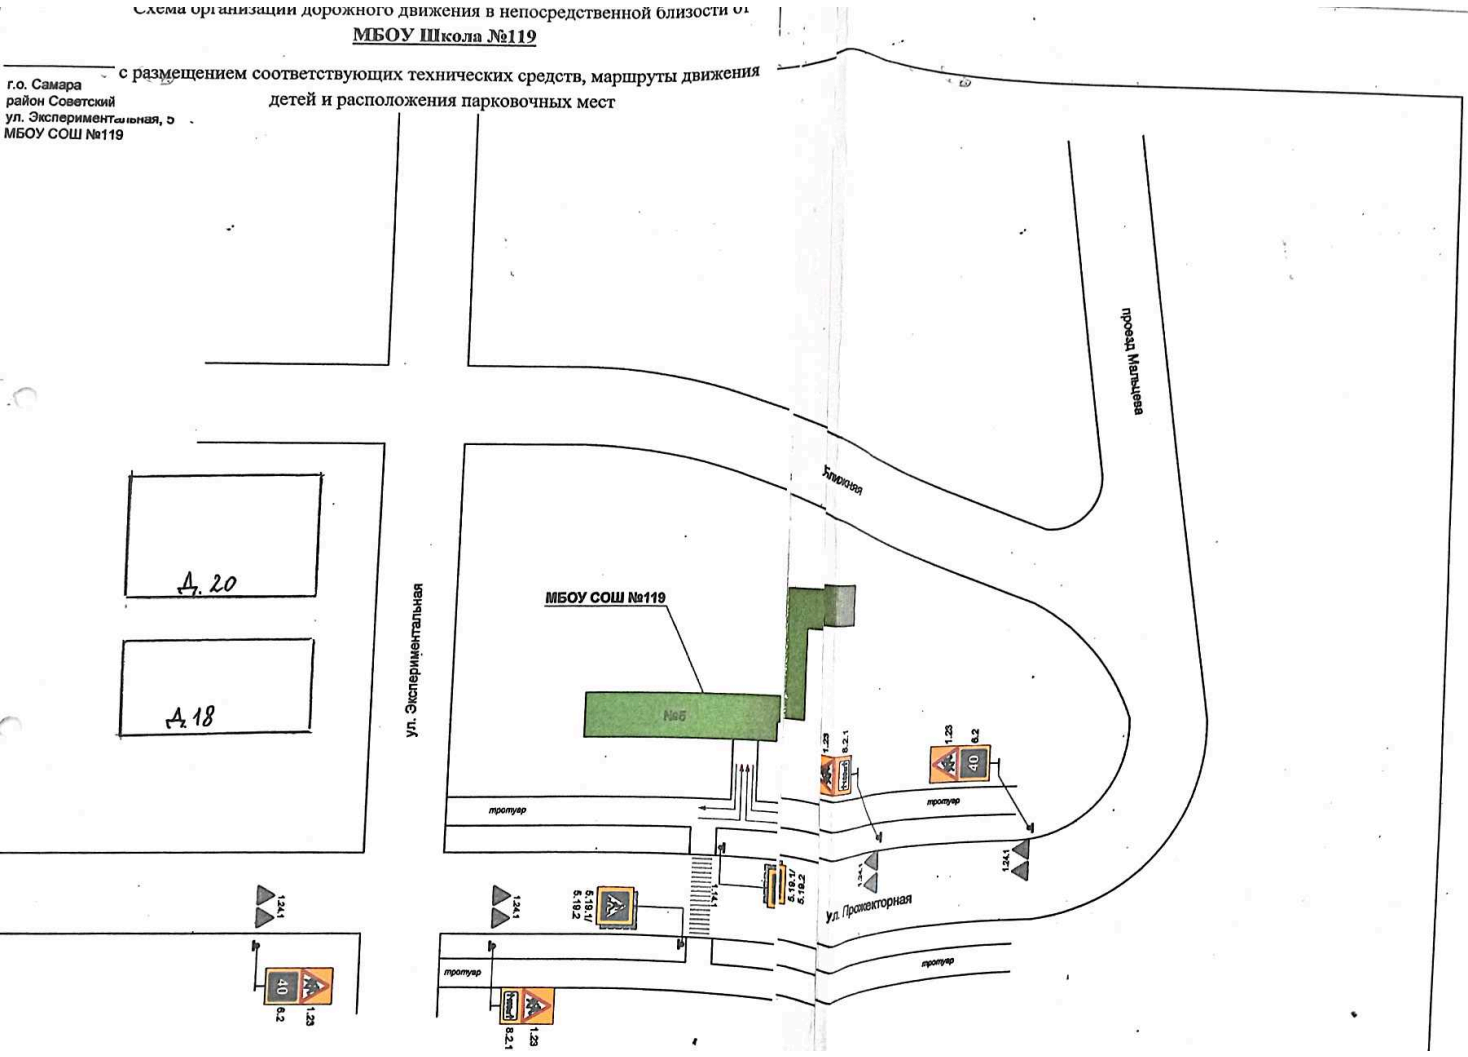 Схема организации дорожного движения в непосредственной близости от
МБОУ Школа №119
с размещением соответствующих технических средств, маршруты движения
детей и расположения парковочных мест
г.о. Самара
район Советский
ул. Экспериментальная, 5
МБОУ СОШ №119
проезд Мальцева
Ближняя
Д. 20
Д. 18
ул. Экспериментальная
МБОУ СОШ №119
№5
1.23
8.2.1
1.23
6.2
40
тротуар
тротуар
1.24.1
1.24.1
1.24.1
1.24.1
5.19.1/
5.19.2
1.14.1
5.19.1/
5.19.2
ул. Прожекторная
тротуар
тротуар
40
1.23
6.2
1.23
8.2.1